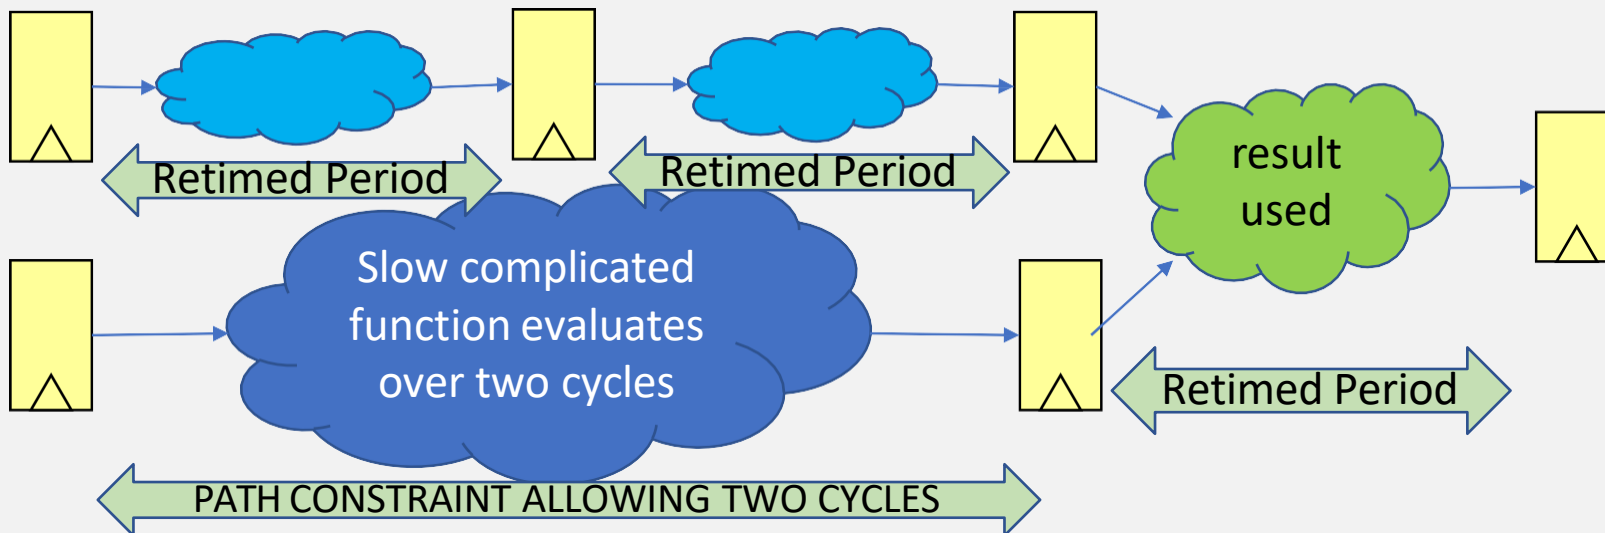 Retimed Period
Retimed Period
result
used
Slow complicated
function evaluates
over two cycles
Retimed Period
PATH CONSTRAINT ALLOWING TWO CYCLES